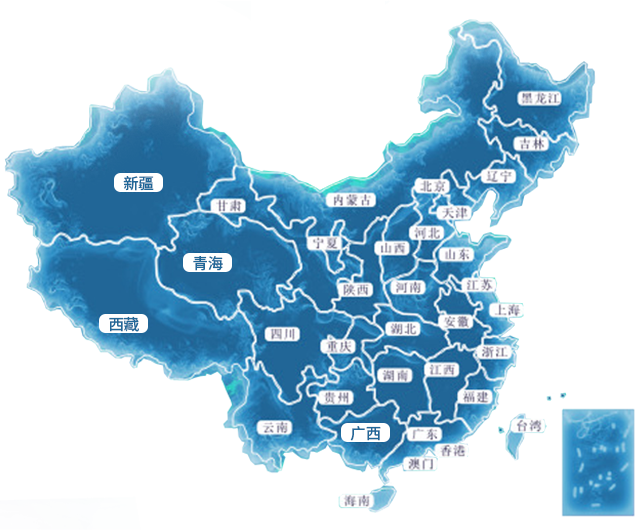 黑龙江
吉林
辽宁
新疆
北京
内蒙古
甘肃
天津
河北
宁夏
山西
山东
青海
陕西
河南
江苏
上海
西藏
安徽
湖北
四川
重庆
浙江
江西
湖南
贵州
福建
云南
广西
广东
台湾
香港
澳门
海南